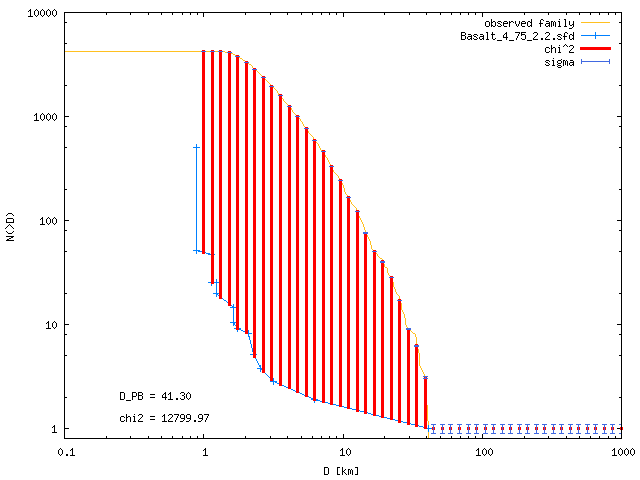 observed family
Basalt_4_75_2.2.sfd
chi^2
sigma
10000
1000
100
10
1
N(>D)
D_PB = 41.30
chi2 = 12799.97
0.1 1 10 100 1000
D [km]